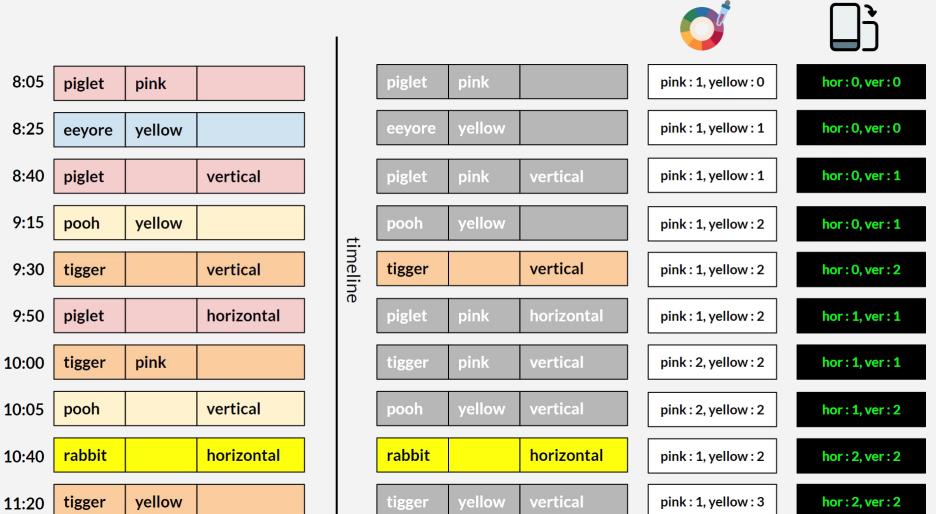 8:05 piglet pink piglet pink pink : 1, yellow : 0 hor : 0, ver : 0
8:25 eeyore yellow eeyore yellow pink : 1, yellow : 1 hor : 0, ver : 0
8:40 piglet vertical piglet pink vertical pink : 1, yellow : 1 hor : 0, ver : 1
9:15 pooh yellow pooh yellow pink : 1, yellow : 2 hor : 0, ver : 1
timeline
9:30 tigger vertical tigger vertical pink : 1, yellow : 2 hor : 0, ver : 2
9:50 piglet horizontal piglet pink horizontal pink : 1, yellow : 2 hor : 1, ver : 1
10:00 tigger pink tigger pink vertical pink : 2, yellow : 2 hor : 1, ver : 1
10:05 pooh vertical pooh yellow vertical pink : 2, yellow : 2 hor : 1, ver : 2
10:40 rabbit horizontal rabbit horizontal pink : 1, yellow : 2 hor : 2, ver : 2
11:20 tigger yellow tigger yellow vertical pink : 1, yellow : 3 hor : 2, ver : 2